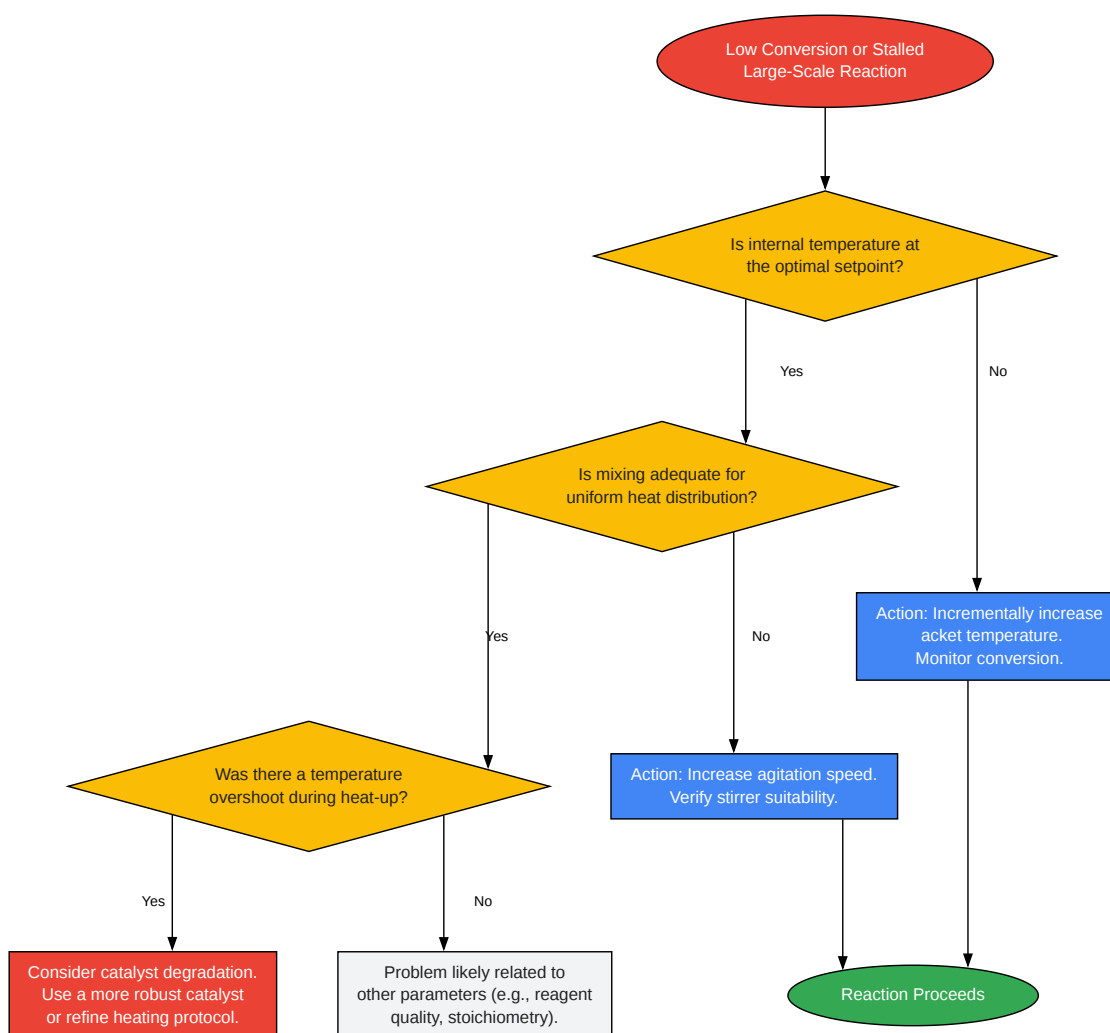 Low Conversion or Stalled
Large-Scale Reaction
Is internal temperature at
the optimal setpoint?
Yes
No
Is mixing adequate for
uniform heat distribution?
Yes
No
Action: Incrementally increase
acket temperature.
Monitor conversion.
Was there a temperature
overshoot during heat-up?
Action: Increase agitation speed.
Verify stirrer suitability.
Yes
No
Consider catalyst degradation.
Use a more robust catalyst
or refine heating protocol.
Problem likely related to
other parameters (e.g., reagent
quality, stoichiometry).
Reaction Proceeds